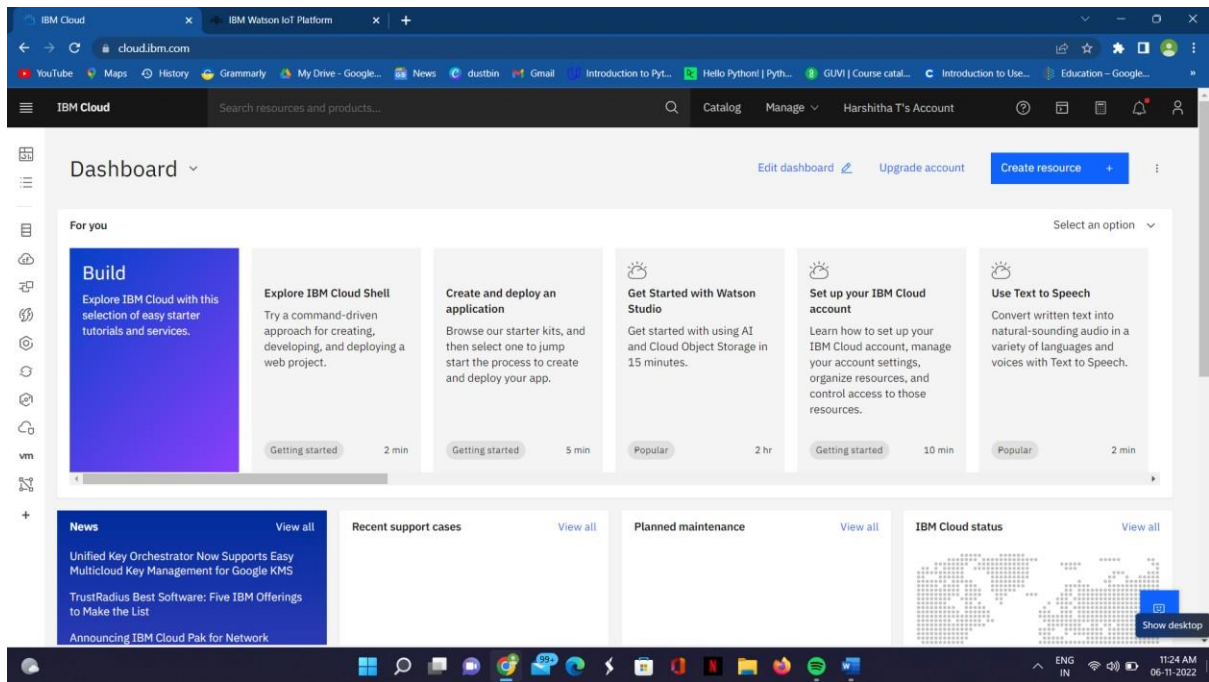 IBM Cloud
IBM Watson IoT Platform
cloud.ibm.com
YouTube Maps History Grammarly My Drive - Google... News dustbin Gmail Introduction to Pyt... Hello Python! | Pyth... GUVI | Course catal... Introduction to Use... Education – Google... »
IBM Cloud Search resources and products... Catalog Manage Harshitha T's Account
Dashboard Edit dashboard Upgrade account Create resource +
For you Select an option
Build
Explore IBM Cloud with this
selection of easy starter
tutorials and services.
Explore IBM Cloud Shell
Try a command-driven
approach for creating,
developing, and deploying a
web project.
Getting started 2 min
Create and deploy an
application
Browse our starter kits, and
then select one to jump
start the process to create
and deploy your app.
Getting started 5 min
Get Started with Watson
Studio
Get started with using AI
and Cloud Object Storage in
15 minutes.
Popular 2 hr
Set up your IBM Cloud
account
Learn how to set up your
IBM Cloud account, manage
your account settings,
organize resources, and
control access to those
resources.
Getting started 10 min
Use Text to Speech
Convert written text into
natural-sounding audio in a
variety of languages and
voices with Text to Speech.
Popular 2 min
vm
News View all
Unified Key Orchestrator Now Supports Easy
Multicloud Key Management for Google KMS
TrustRadius Best Software: Five IBM Offerings
to Make the List
Announcing IBM Cloud Pak for Network
Recent support cases View all
Planned maintenance View all
IBM Cloud status View all
Show desktop
99+
ENG
IN
11:24 AM
06-11-2022